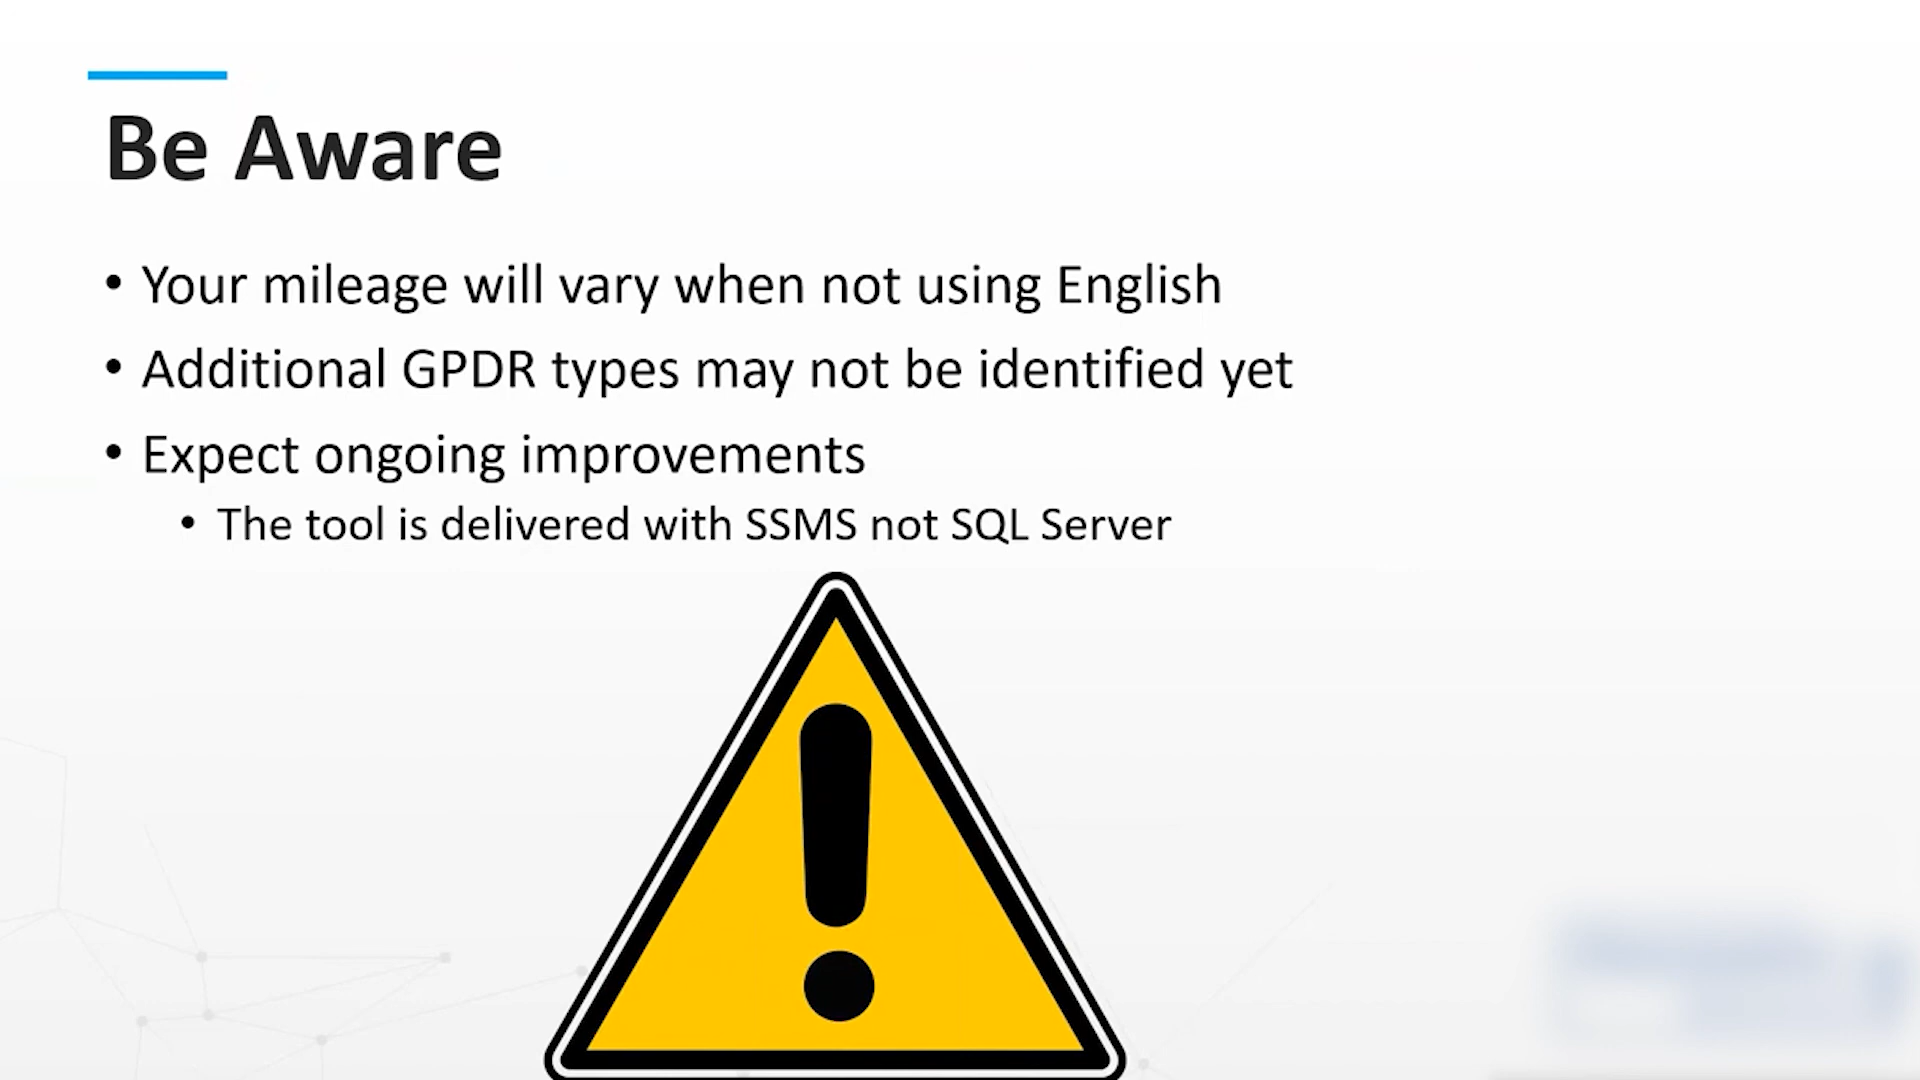 Be Aware
• Your mileage will vary when not using English
• Additional GPDR types may not be identified yet
• Expect ongoing improvements
• The tool is delivered with SSMS not SQL Server